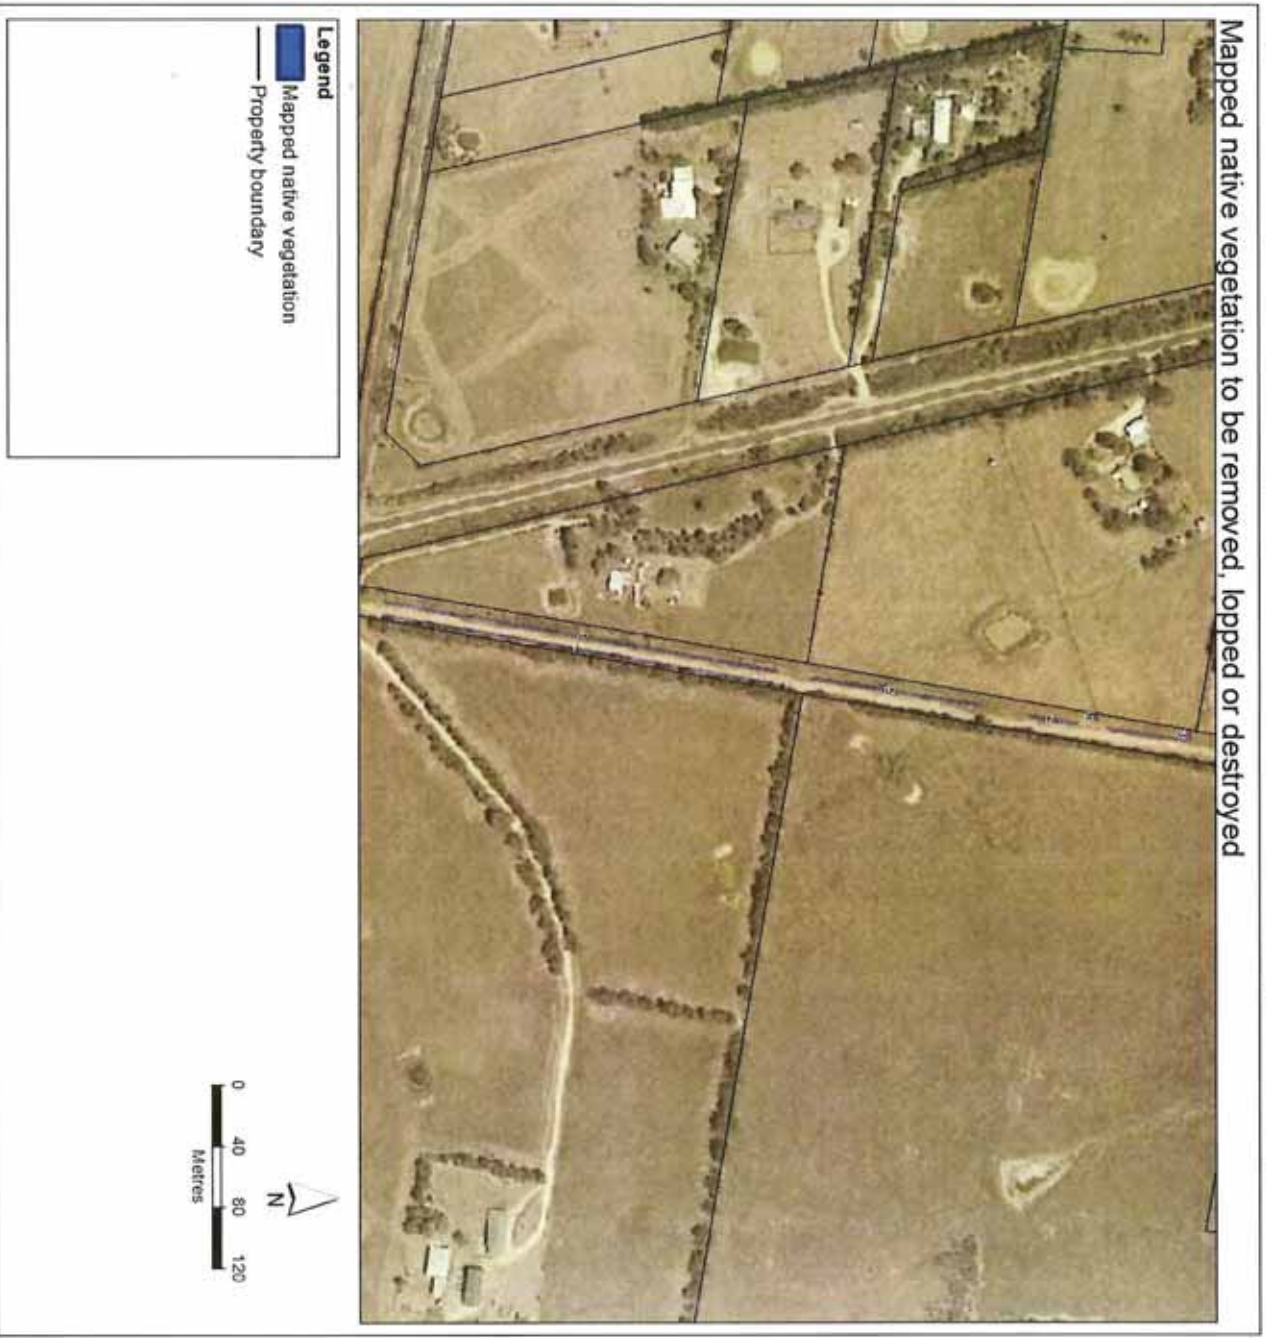 Mapped native vegetation to be removed, lopped or destroyed
Legend
Mapped native vegetation
Property boundary
N
0 40 80 120
Metres